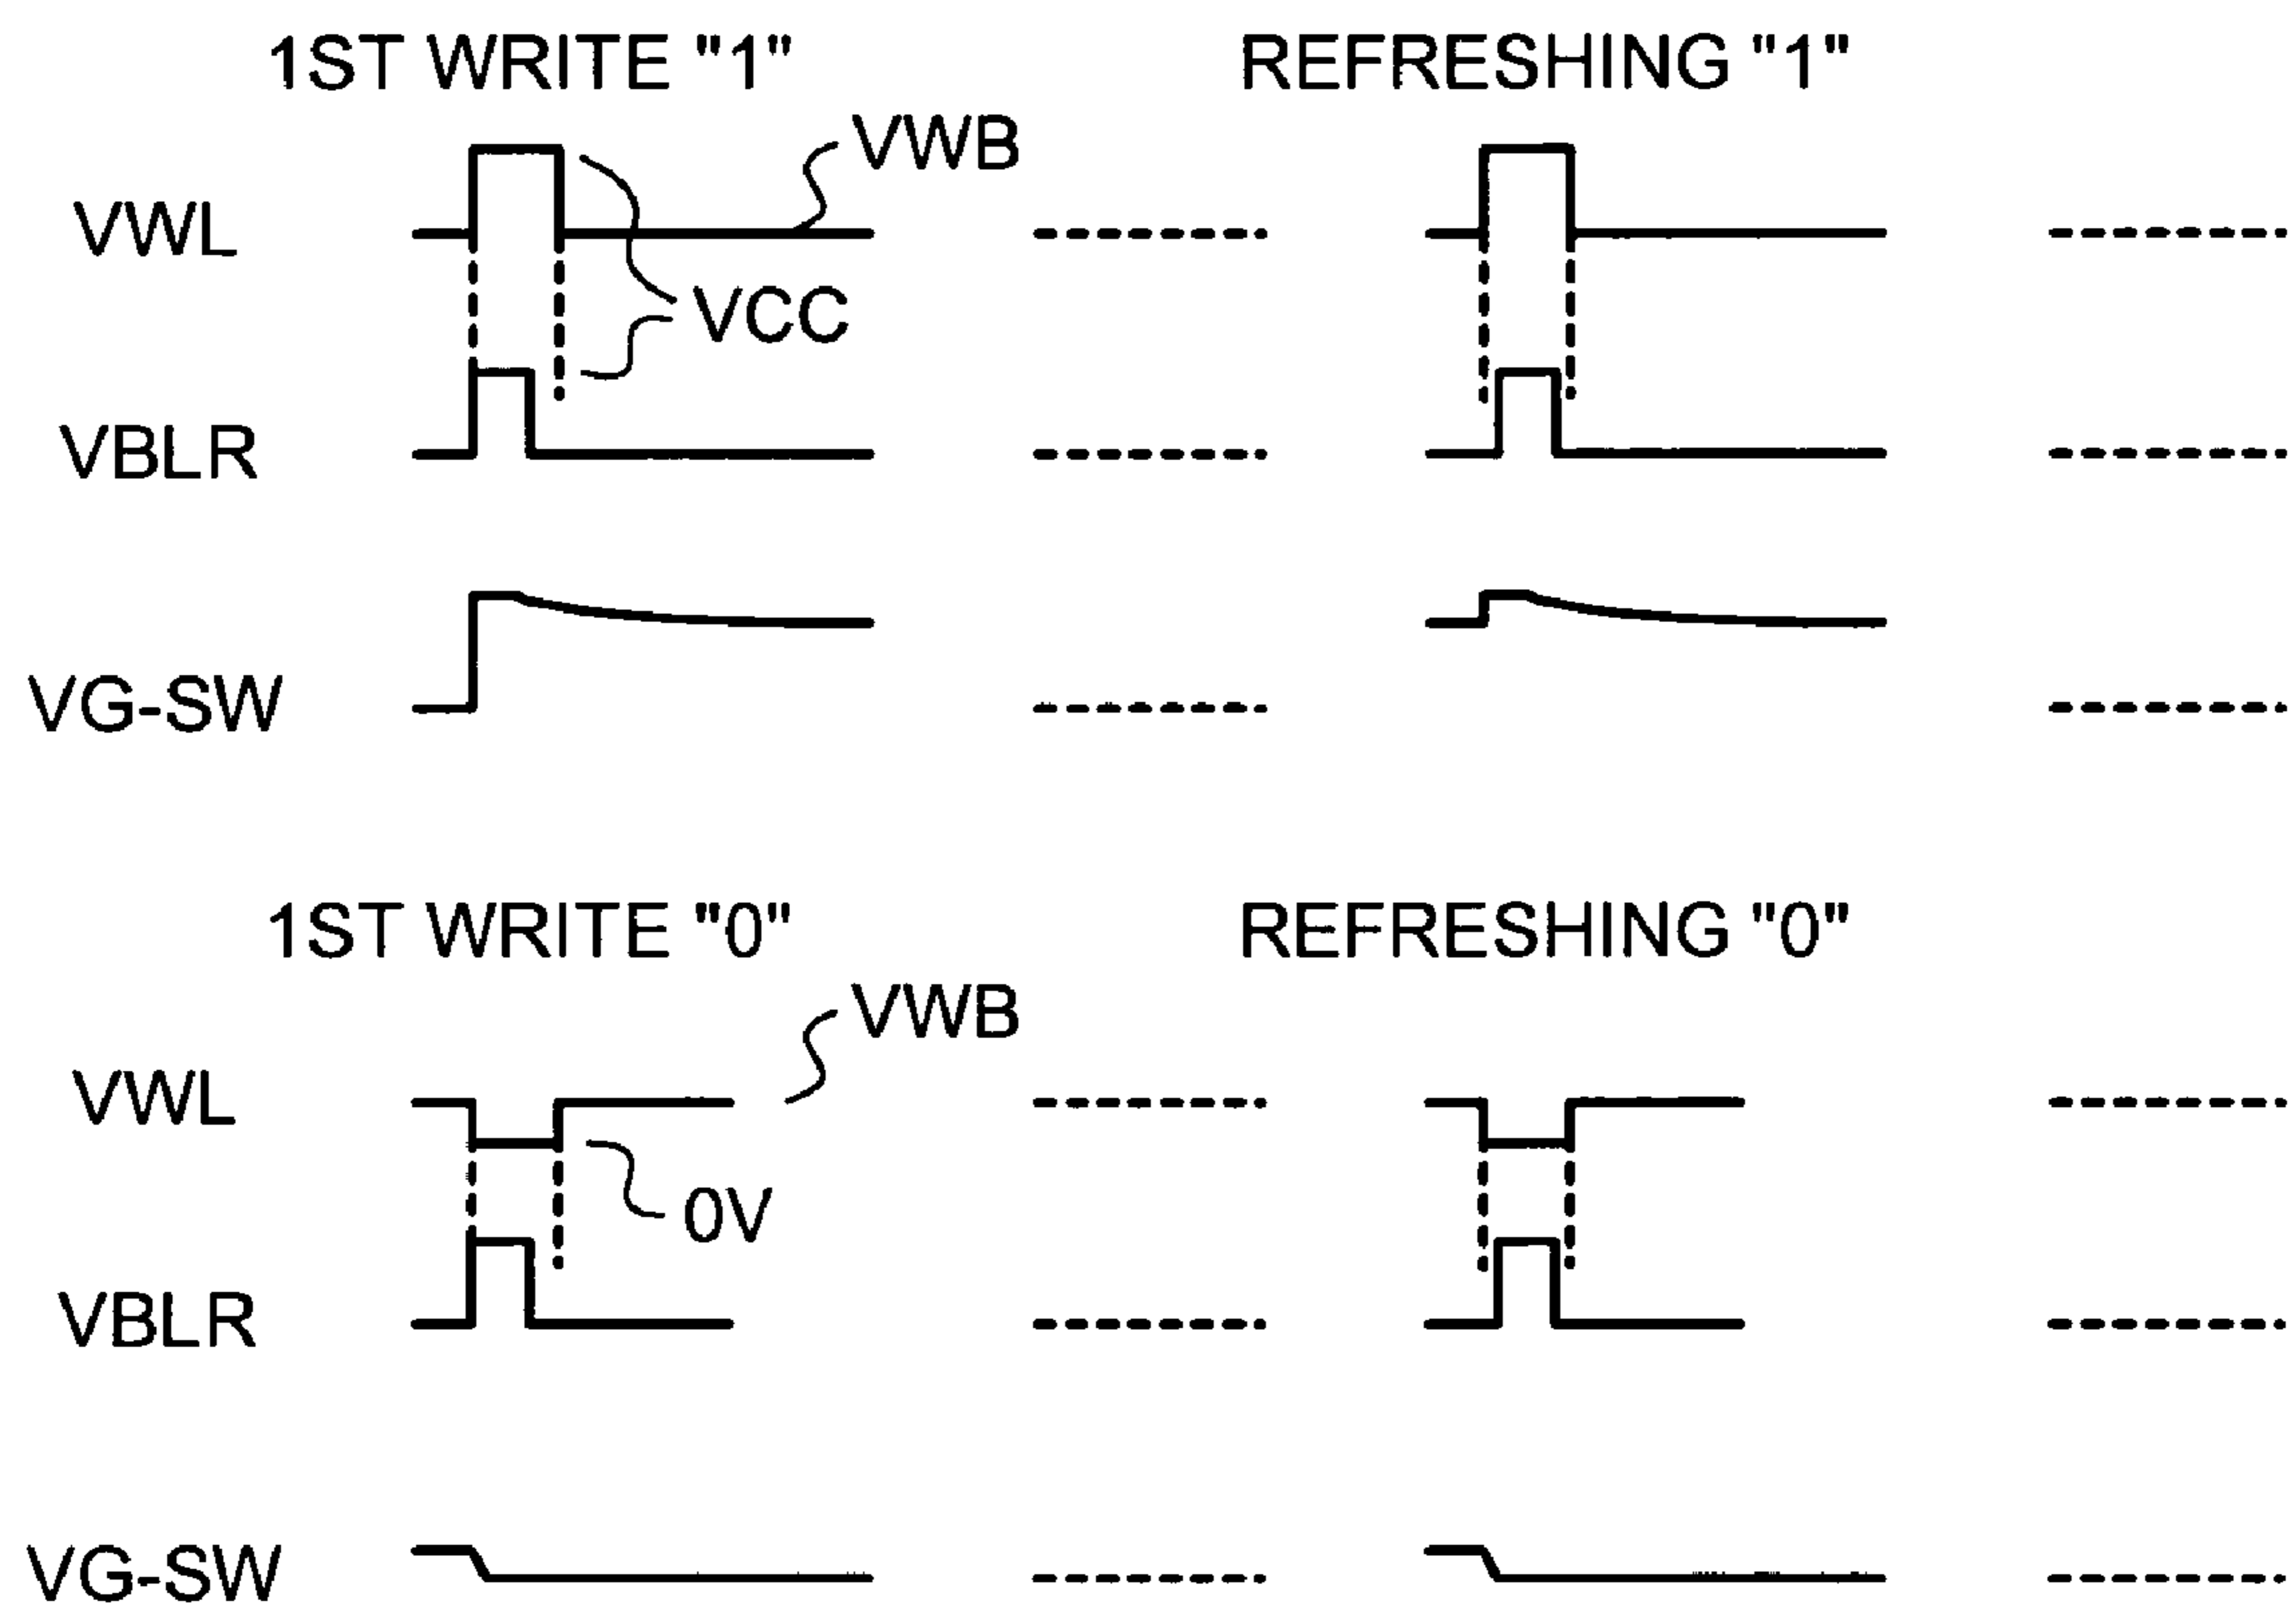 1ST WRITE "1" REFRESHING "1"
VWB
VWL
VCC
VBLR
VG-SW
1ST WRITE "0" REFRESHING "0"
VWB
VWL
0V
VBLR
VG-SW